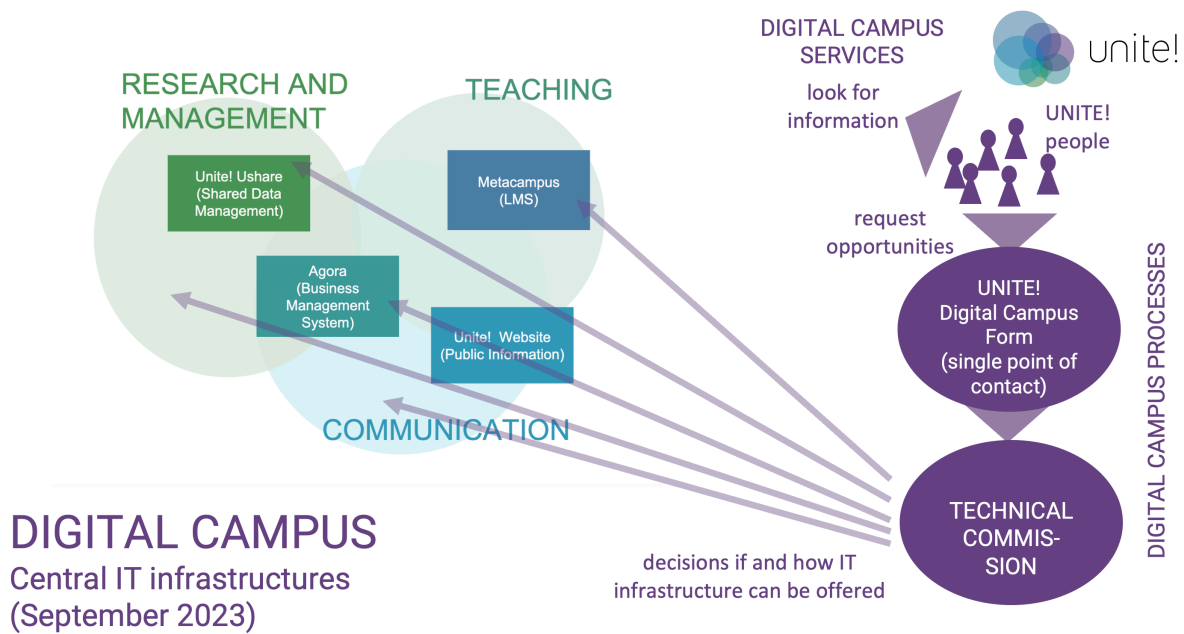 DIGITAL CAMPUS
SERVICES
unite!
look for
information
UNITE!
people
RESEARCH AND
MANAGEMENT
TEACHING
Unite! Ushare
(Shared Data
Management)
Metacampus
(LMS)
request
opportunities
Agora
(Business
Management
System)
Unite! Website
(Public Information)
UNITE!
Digital Campus
Form
(single point of
contact)
COMMUNICATION
DIGITAL CAMPUS PROCESSES
TECHNICAL
COMMIS-
SION
decisions if and how IT
infrastructure can be offered
DIGITAL CAMPUS
Central IT infrastructures
(September 2023)